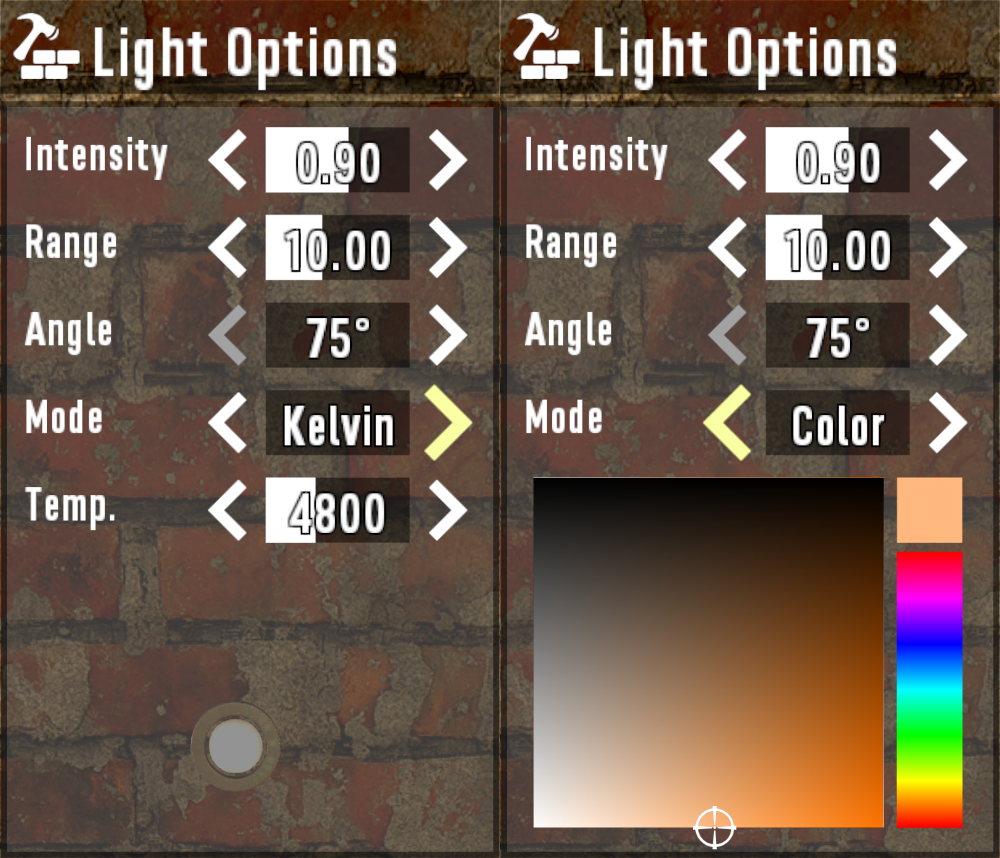 Light Options
Intensity 0.90
Range 10.00
Angle 75°
Mode Kelvin
Temp. 4800
Light Options
Intensity 0.90
Range 10.00
Angle 75°
Mode Color